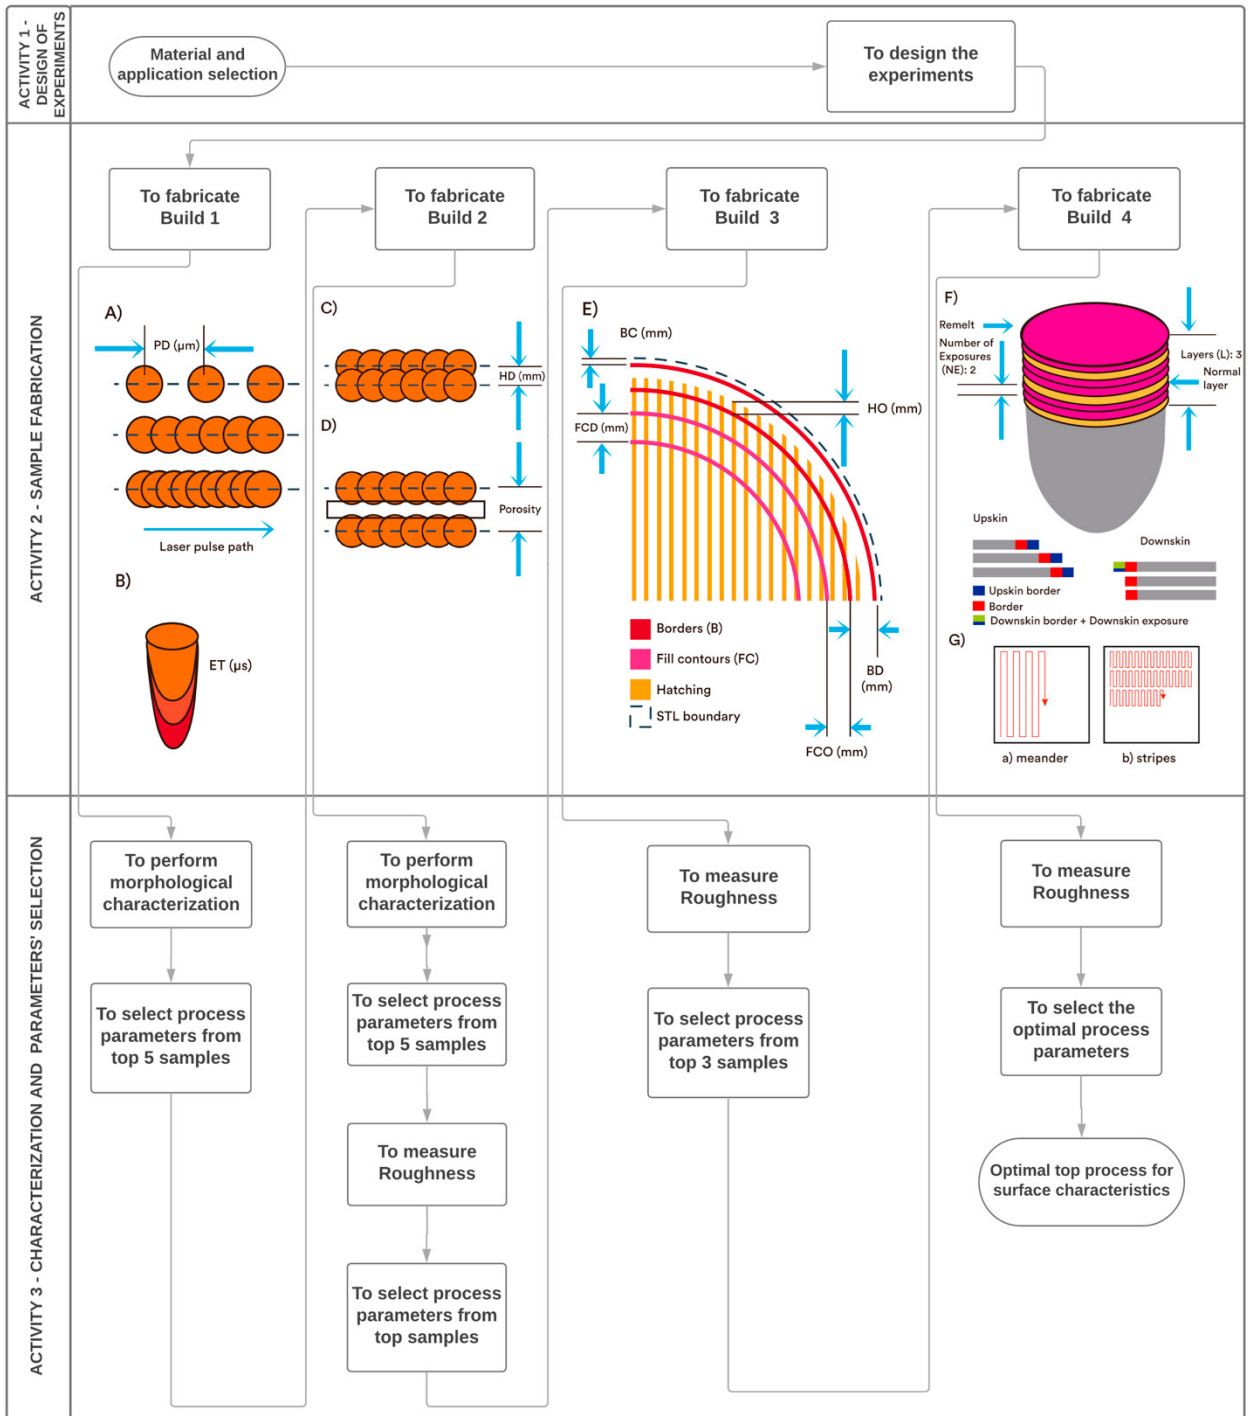 ACTIVITY 1 -
DESIGN OF
EXPERIMENTS
Material and
application selection
To design the
experiments
ACTIVITY 2 - SAMPLE FABRICATION
To fabricate
Build 1
To fabricate
Build 2
To fabricate
Build 3
To fabricate
Build 4
A)
PD (µm)
Laser pulse path
B)
ET (µs)
C)
HD (mm)
D)
Porosity
E)
BC (mm)
HO (mm)
FCD (mm)
Borders (B)
Fill contours (FC)
Hatching
STL boundary
BD
(mm)
FCO (mm)
F)
Remelt
Number of
Exposures
(NE): 2
Layers (L): 3
Normal
layer
Upskin
Downskin
Upskin border
Border
Downskin border + Downskin exposure
G)
a) meander
b) stripes
ACTIVITY 3 - CHARACTERIZATION AND PARAMETERS' SELECTION
To perform
morphological
characterization
To select process
parameters from
top 5 samples
To perform
morphological
characterization
To select process
parameters from
top 5 samples
To measure
Roughness
To select process
parameters from
top samples
To measure
Roughness
To select process
parameters from
top 3 samples
To measure
Roughness
To select the
optimal process
parameters
Optimal top process for
surface characteristics